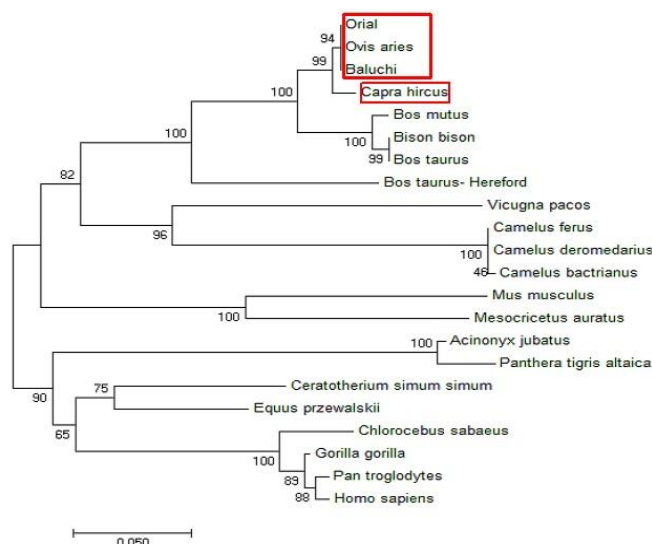 Orial
94
Ovis aries
99
Baluchi
100
Capra hircus
Bos mutus
100
100
Bison bison
99
Bos taurus
82
Bos taurus- Hereford
Vicugna pacos
96
Camelus ferus
100
Camelus deromedarius
46
Camelus bactrianus
Mus musculus
100
Mesocricetus auratus
100
Acinonyx jubatus
Panthera tigris altaica
90
75
Ceratotherium simum simum
65
Equus przewalskii
Chlorocebus sabaeus
100
Gorilla gorilla
89
Pan troglodytes
88
Homo sapiens
0.050